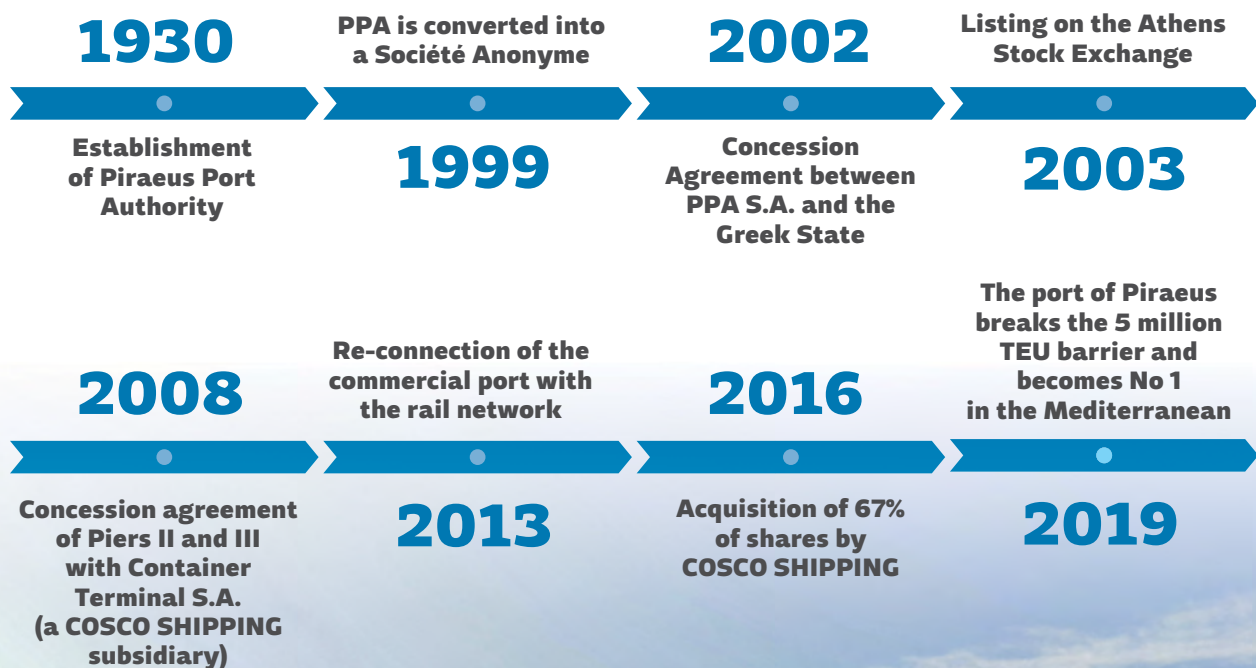 1930
Establishment
of Piraeus Port
Authority
PPA is converted into
a Société Anonyme
1999
2002
Concession
Agreement between
PPA S.A. and the
Greek State
Listing on the Athens
Stock Exchange
2003
2008
Concession agreement
of Piers II and III
with Container
Terminal S.A.
(a COSCO SHIPPING
subsidiary)
Re-connection of the
commercial port with
the rail network
2013
2016
Acquisition of 67%
of shares by
COSCO SHIPPING
The port of Piraeus
breaks the 5 million
TEU barrier and
becomes No 1
in the Mediterranean
2019